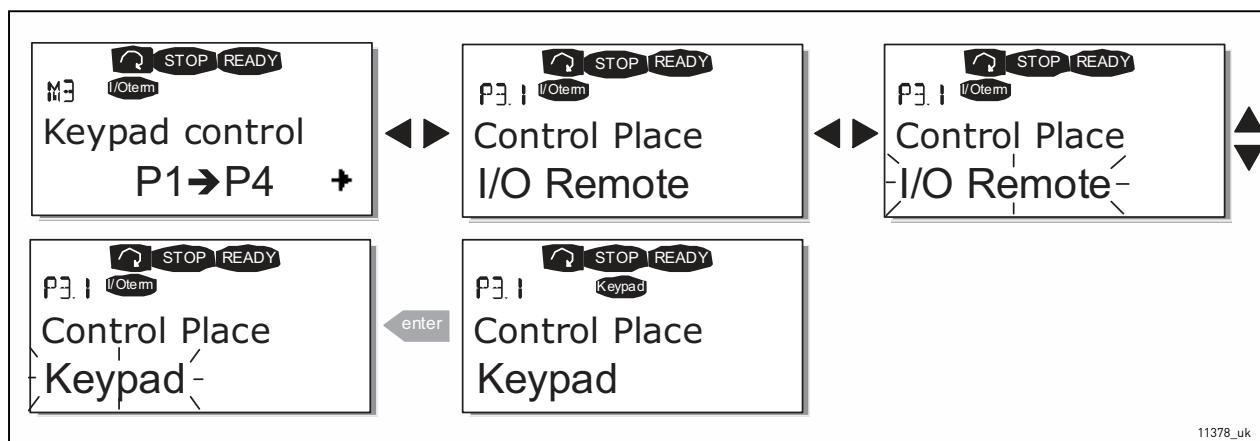 STOP READY
M3 I/Oterm
Keypad control
P1➔P4 +
STOP READY
P3.1 I/Oterm
Control Place
I/O Remote
STOP READY
P3.1 I/Oterm
Control Place
I/O Remote
STOP READY
P3.1 I/Oterm
Control Place
Keypad
enter
STOP READY
P3.1 Keypad
Control Place
Keypad
11378_uk